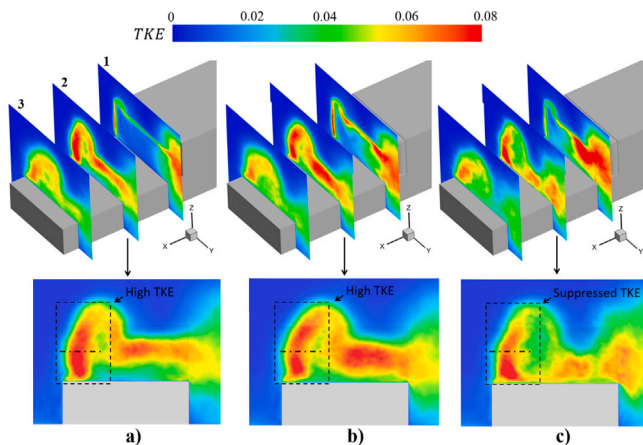 TKE 0 0.02 0.04 0.06 0.08
1
2
3
Z Z Z
X Y X Y X Y
High TKE High TKE Suppressed TKE
a) b) c)